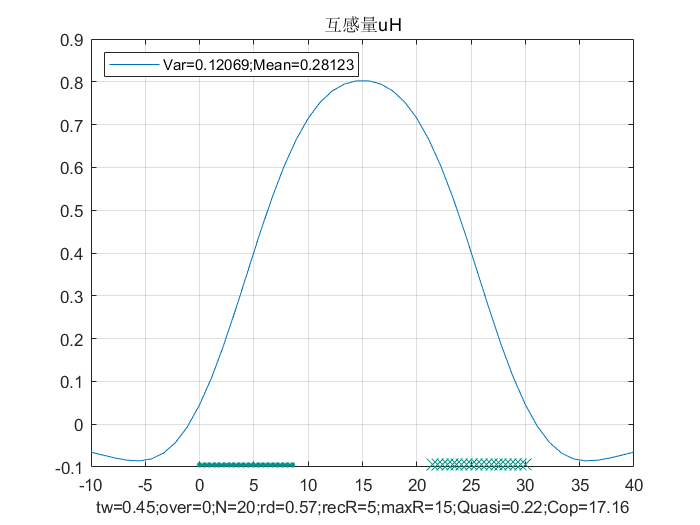 互感量uH
0.9
Var=0.12069;Mean=0.28123
0.8
0.7
0.6
0.5
0.4
0.3
0.2
0.1
0
-0.1
-10 -5 0 5 10 15 20 25 30 35 40
tw=0.45;over=0;N=20;rd=0.57;recR=5;maxR=15;Quasi=0.22;Cop=17.16